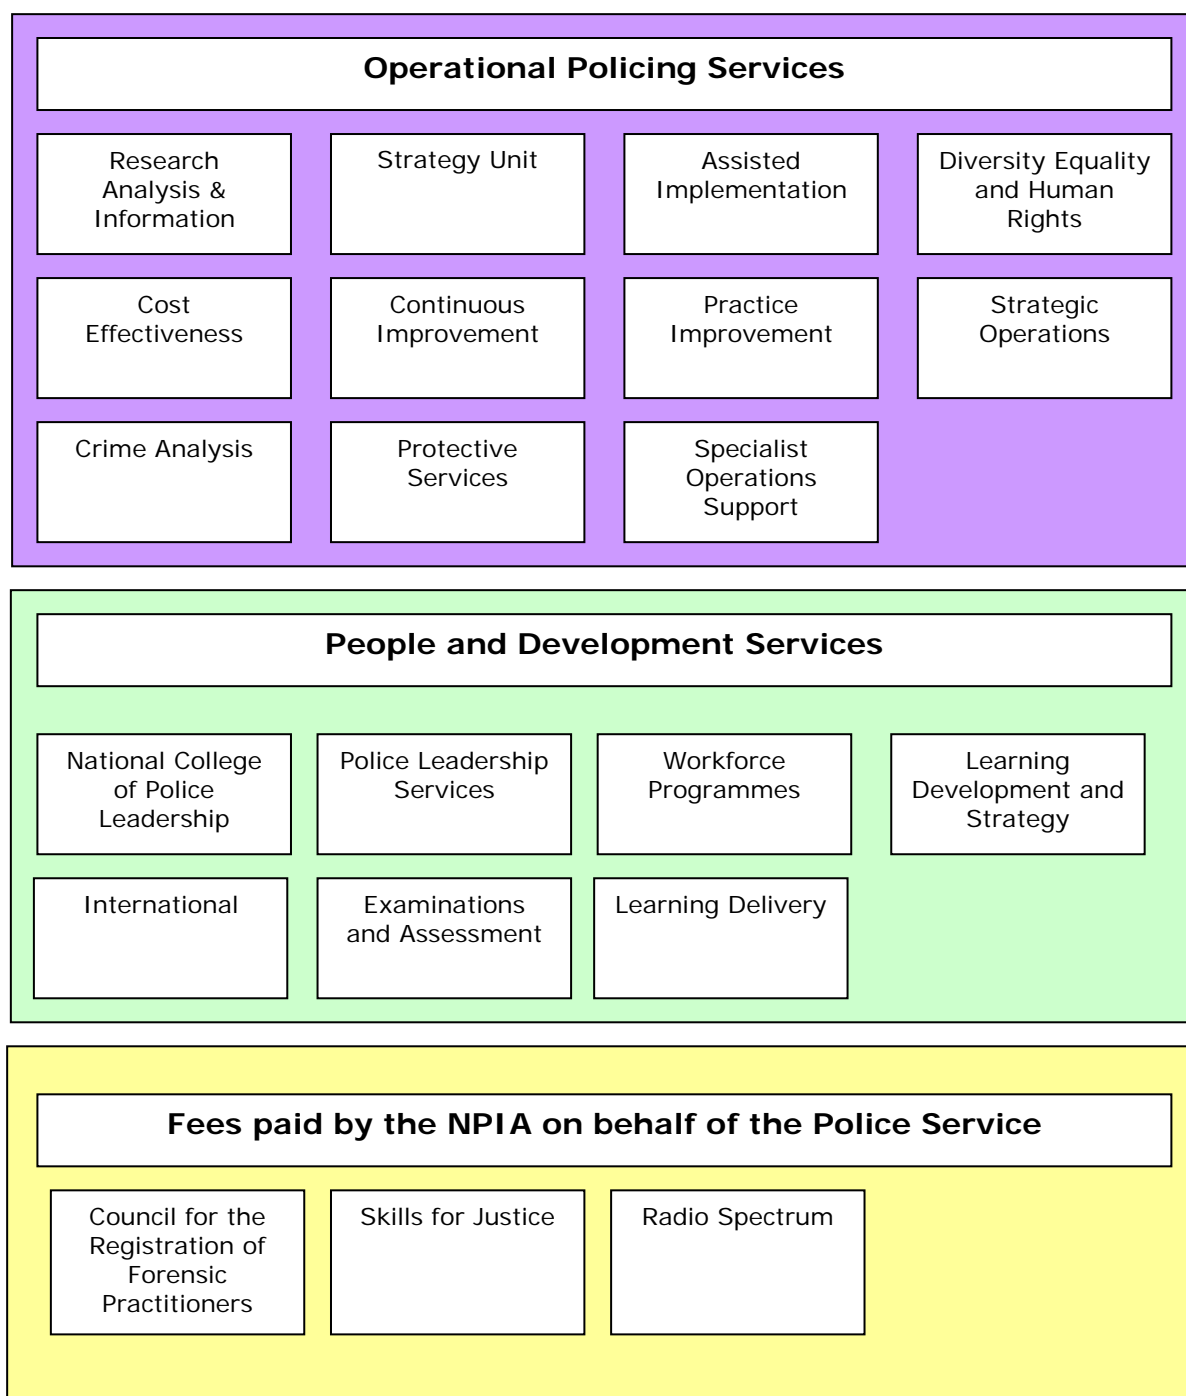 Operational Policing Services
Research
Analysis &
Information
Strategy Unit
Assisted
Implementation
Diversity Equality
and Human
Rights
Cost
Effectiveness
Continuous
Improvement
Practice
Improvement
Strategic
Operations
Crime Analysis
Protective
Services
Specialist
Operations
Support
People and Development Services
National College
of Police
Leadership
Police Leadership
Services
Workforce
Programmes
Learning
Development and
Strategy
International
Examinations
and Assessment
Learning Delivery
Fees paid by the NPIA on behalf of the Police Service
Council for the
Registration of
Forensic
Practitioners
Skills for Justice
Radio Spectrum